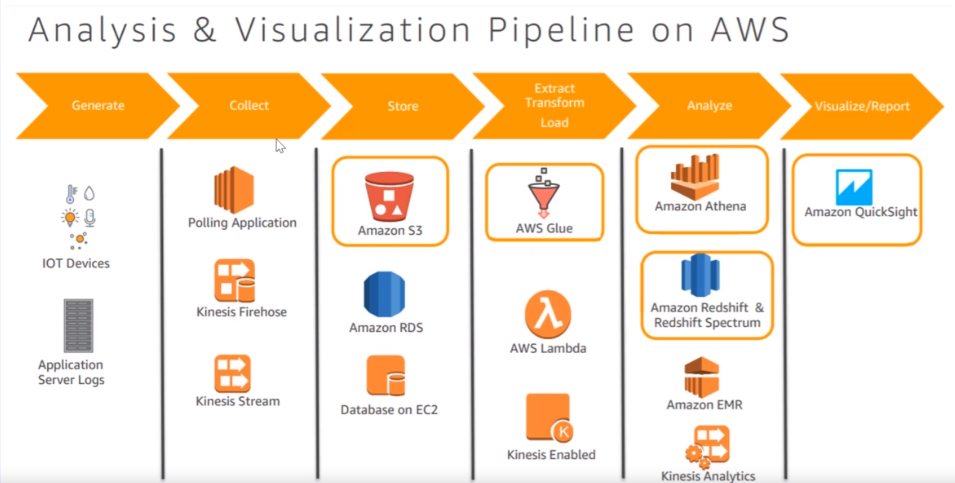 Analysis & Visualization Pipeline on AWS
Generate
Collect
Store
Extract
Transform
Load
Analyze
Visualize/Report
IOT Devices
Application
Server Logs
Polling Application
Kinesis Firehose
Kinesis Stream
Amazon S3
Amazon RDS
Database on EC2
AWS Glue
AWS Lambda
K
Kinesis Enabled
Amazon Athena
Amazon Redshift &
Redshift Spectrum
Amazon EMR
Kinesis Analytics
Amazon QuickSight